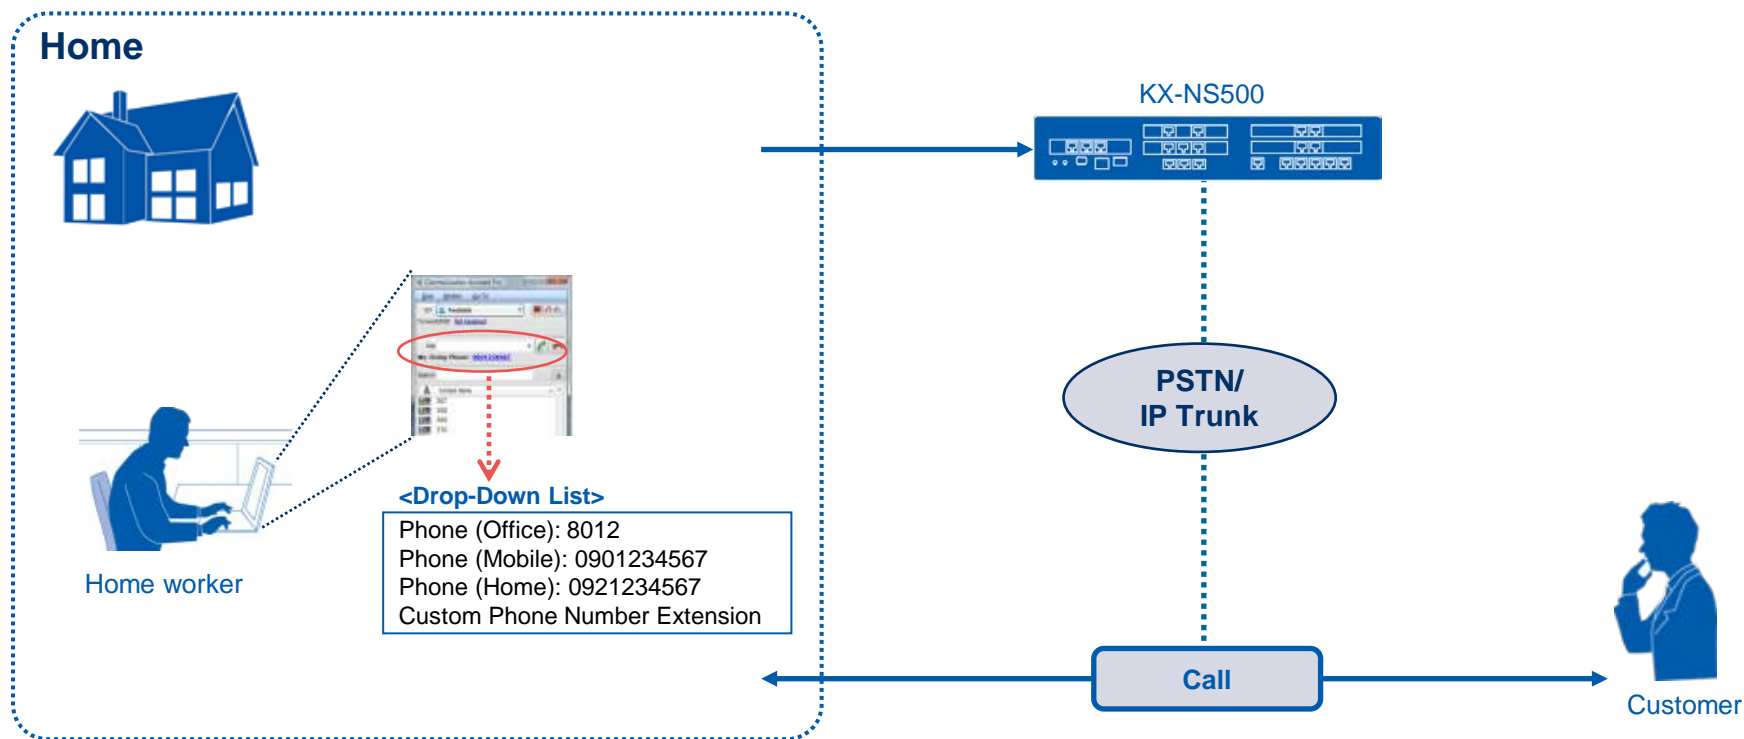 Home
KX-NS500
PSTN/
IP Trunk
<Drop-Down List>
Phone (Office): 8012
Phone (Mobile): 0901234567
Phone (Home): 0921234567
Custom Phone Number Extension
Home worker
Call
Customer